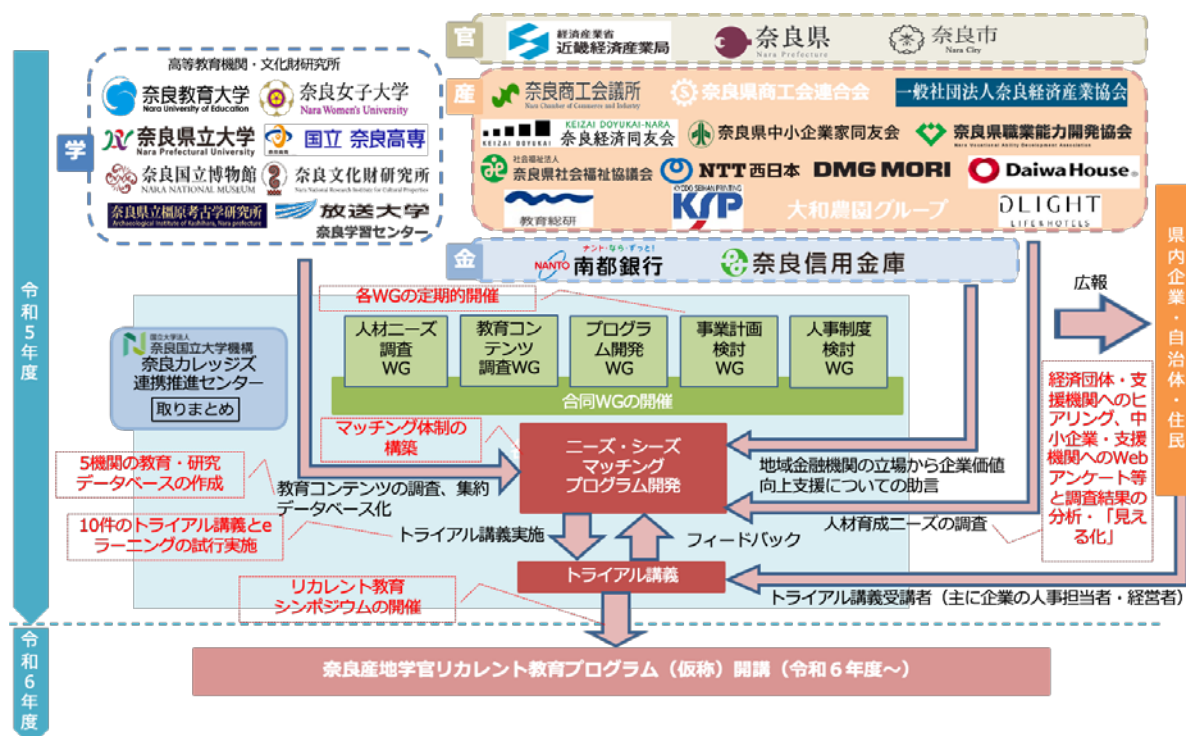 官
経済産業省
近畿経済産業局
奈良県
Nara Prefecture
奈良市
Nara City
令和5年度
高等教育機関・文化財研究所
学
奈良教育大学
Nara University of Education
奈良女子大学
Nara Women's University
奈良県立大学
Nara Prefectural University
国立 奈良高専
奈良国立博物館
NARA NATIONAL MUSEUM
奈良文化財研究所
Nara National Research Institute for Cultural Properties
奈良県立橿原考古学研究所
Archaeological Institute of Kashihara, Nara prefecture
放送大学
奈良学習センター
産
奈良商工会議所
Nara Chamber of Commerce and Industry
奈良県商工会連合会
一般社団法人奈良経済産業協会
KEIZAI DOYUKAI
KEIZAI DOYUKAI-NARA
奈良経済同友会
奈良県中小企業家同友会
奈良県職業能力開発協会
Nara Vocational Ability Development Association
社会福祉法人
奈良県社会福祉協議会
NTT西日本
DMG MORI
Daiwa House®
教育総研
KYODO SEIHAN PRINTING
KSP
大和農園グループ
DLIGHT
LIFE&HOTELS
金
ナント・なら・ずっと!
NANTO 南都銀行
奈良信用金庫
県内企業・自治体・住民
広報
各WGの定期的開催
国立大学法人
奈良国立大学機構
奈良カレッジズ
連携推進センター
取りまとめ
人材ニーズ
調査
WG
教育コン
テンツ
調査WG
プログラ
ム開発
WG
事業計画
検討
WG
人事制度
検討
WG
合同WGの開催
マッチング体制の
構築
ニーズ・シーズ
マッチング
プログラム開発
経済団体・支
援機関へのヒ
アリング、中
小企業・支援
機関へのWeb
アンケート等
と調査結果の
分析・「見え
る化」
5機関の教育・研究
データベースの作成
教育コンテンツの調査、集約
データベース化
地域金融機関の立場から企業価値
向上支援についての助言
人材育成ニーズの調査
10件のトライアル講義とe
ラーニングの試行実施
トライアル講義実施
フィードバック
トライアル講義
リカレント教育
シンポジウムの開催
トライアル講義受講者(主に企業の人事担当者・経営者)
令和6年度
奈良産地学官リカレント教育プログラム(仮称)開講(令和6年度~)